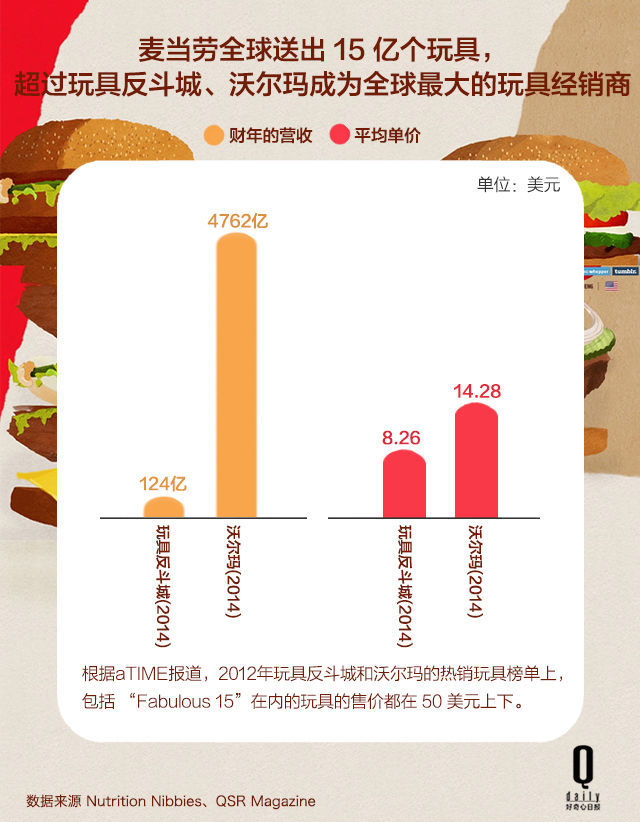 麦当劳全球送出 15 亿个玩具，
超过玩具反斗城、沃尔玛成为全球最大的玩具经销商
财年的营收 平均单价
单位：美元
4762亿
124亿
14.28
8.26
玩具反斗城(2014)
沃尔玛(2014)
玩具反斗城(2014)
沃尔玛(2014)
根据aTIME报道，2012年玩具反斗城和沃尔玛的热销玩具榜单上，
包括 “Fabulous 15”在内的玩具的售价都在 50 美元上下。
whopper tumblr.
Q
daily
好奇心日报
数据来源 Nutrition Nibbies、QSR Magazine